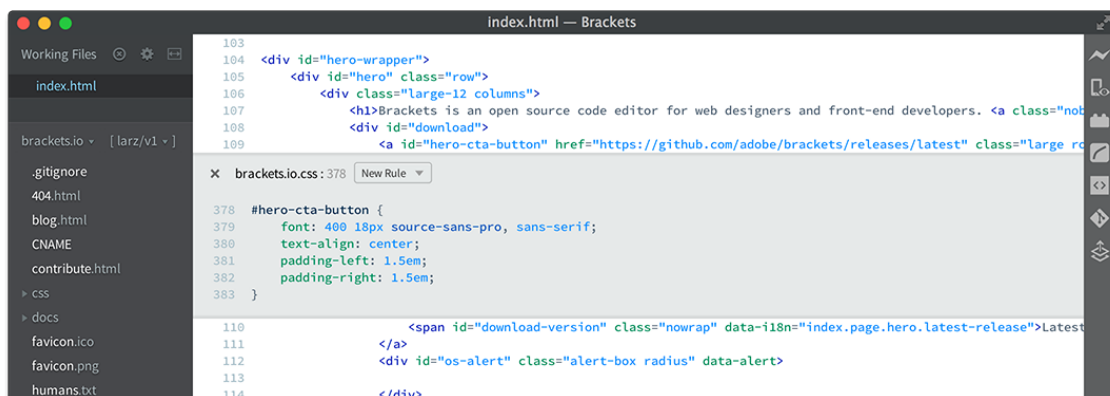 index.html — Brackets
Working Files
index.html
brackets.io [ larz/v1 ]
.gitignore
404.html
blog.html
CNAME
contribute.html
css
docs
favicon.ico
favicon.png
humans.txt
103
104 <div id="hero-wrapper">
105 <div id="hero" class="row">
106 <div class="large-12 columns">
107 <h1>Brackets is an open source code editor for web designers and front-end developers. <a class="nob
108 <div id="download">
109 <a id="hero-cta-button" href="https://github.com/adobe/brackets/releases/latest" class="large ro
× brackets.io.css : 378 New Rule
378 #hero-cta-button {
379 font: 400 18px source-sans-pro, sans-serif;
380 text-align: center;
381 padding-left: 1.5em;
382 padding-right: 1.5em;
383 }
110 <span id="download-version" class="nowrap" data-i18n="index.page.hero.latest-release">Latest
111 </a>
112 <div id="os-alert" class="alert-box radius" data-alert>
113
114 </div>